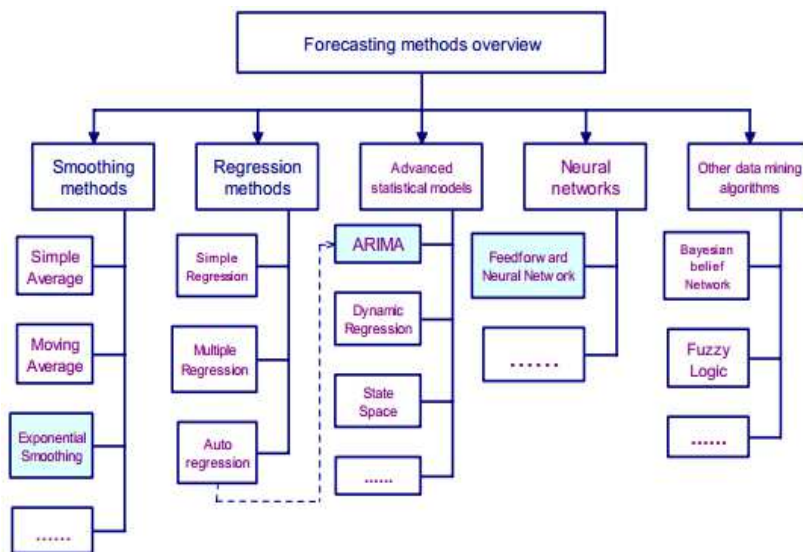 Forecasting methods overview
Smoothing
methods
Simple
Average
Moving
Average
Exponential
Smoothing
......
Regression
methods
Simple
Regression
Multiple
Regression
Auto
regression
Advanced
statistical models
ARIMA
Dynamic
Regression
State
Space
......
Neural
networks
Feedforward
Neural Network
......
Other data mining
algorithms
Bayesian
belief
Network
Fuzzy
Logic
......